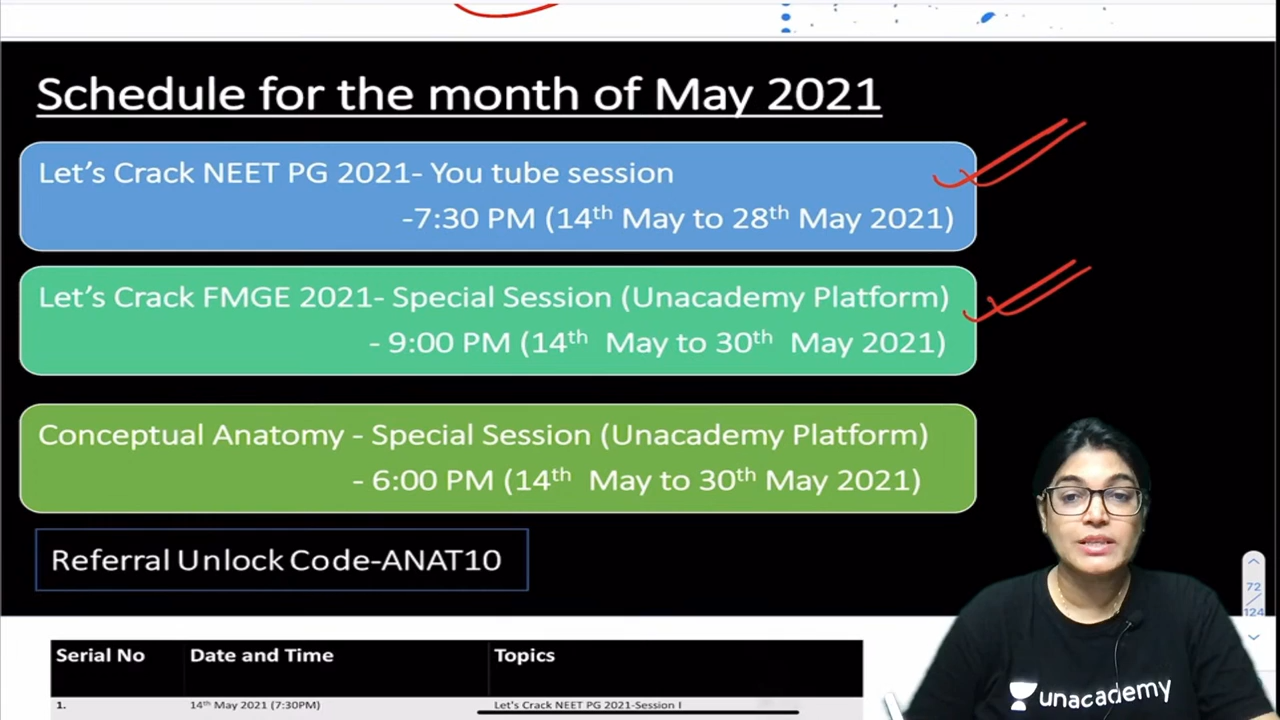 Schedule for the month of May 2021
Let's Crack NEET PG 2021- You tube session
-7:30 PM (14th May to 28th May 2021)
Let's Crack FMGE 2021- Special Session (Unacademy Platform)
- 9:00 PM (14th May to 30th May 2021)
Conceptual Anatomy - Special Session (Unacademy Platform)
- 6:00 PM (14th May to 30th May 2021)
Referral Unlock Code-ANAT10
72
124
Serial No Date and Time Topics
1. 14th May 2021 (7:30PM) Let's Crack NEET PG 2021-Session I
unacademy